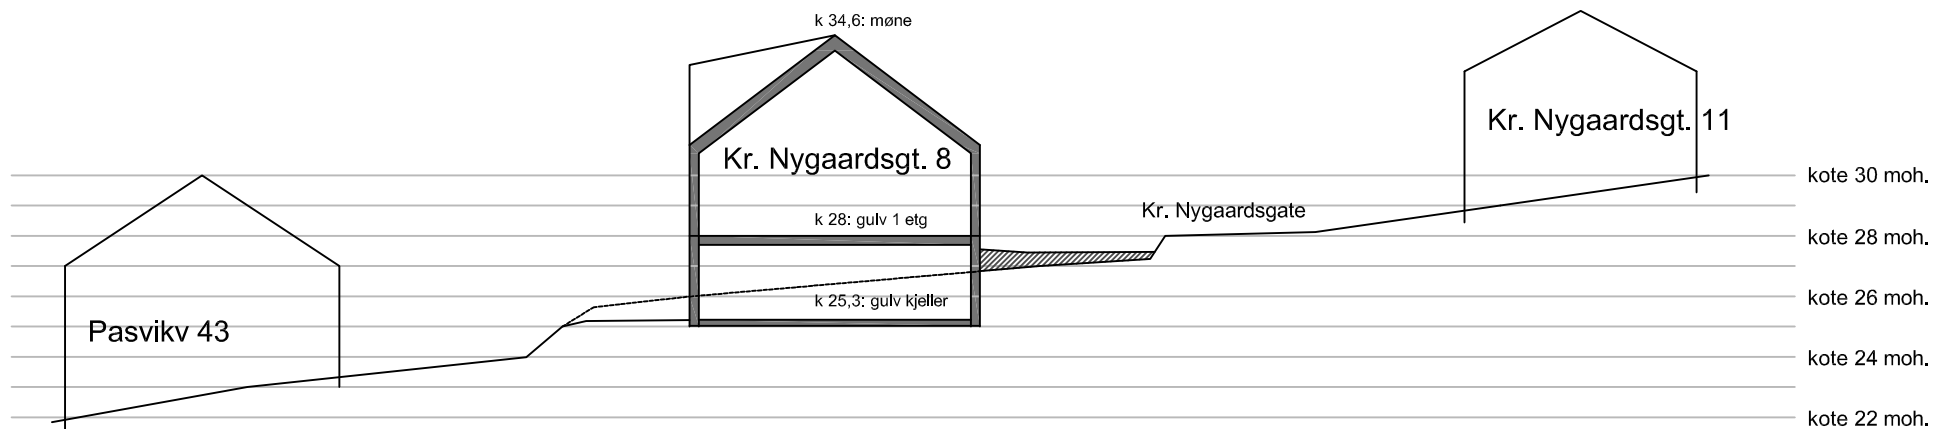 k 34,6: møne
Kr. Nygaardsgt. 11
Kr. Nygaardsgt. 8
kote 30 moh.
Kr. Nygaardsgate
k 28: gulv 1 etg
kote 28 moh.
k 25,3: gulv kjeller
kote 26 moh.
Pasvikv 43
kote 24 moh.
kote 22 moh.